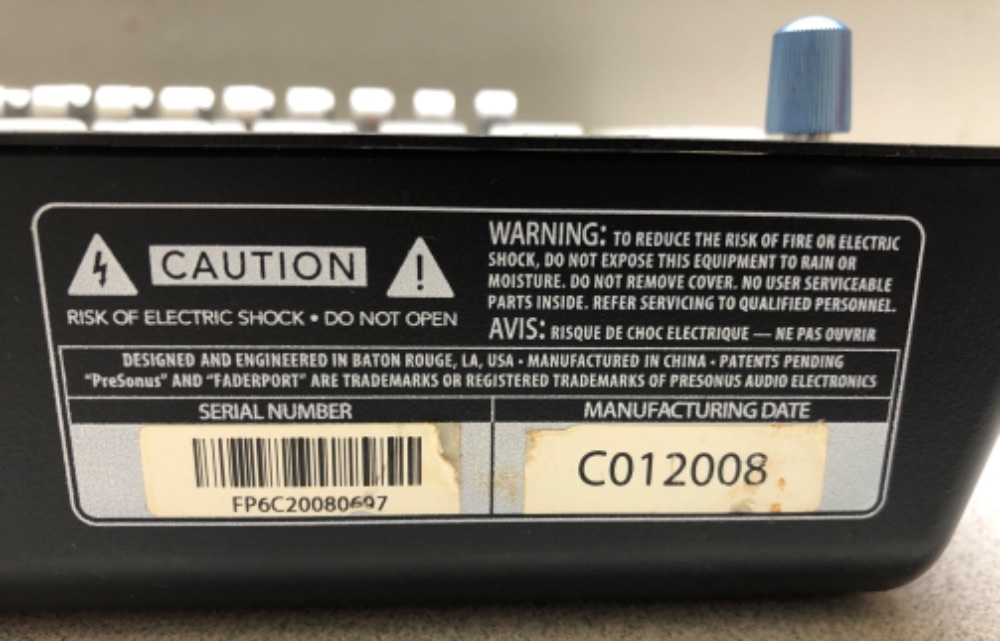 CAUTION
RISK OF ELECTRIC SHOCK • DO NOT OPEN
WARNING: TO REDUCE THE RISK OF FIRE OR ELECTRIC
SHOCK, DO NOT EXPOSE THIS EQUIPMENT TO RAIN OR
MOISTURE. DO NOT REMOVE COVER. NO USER SERVICEABLE
PARTS INSIDE. REFER SERVICING TO QUALIFIED PERSONNEL.
AVIS: RISQUE DE CHOC ELECTRIQUE — NE PAS OUVRIR
DESIGNED AND ENGINEERED IN BATON ROUGE, LA, USA • MANUFACTURED IN CHINA • PATENTS PENDING
"PreSonus" AND "FADERPORT" ARE TRADEMARKS OR REGISTERED TRADEMARKS OF PRESONUS AUDIO ELECTRONICS
SERIAL NUMBER
FP6C20080697
MANUFACTURING DATE
C012008